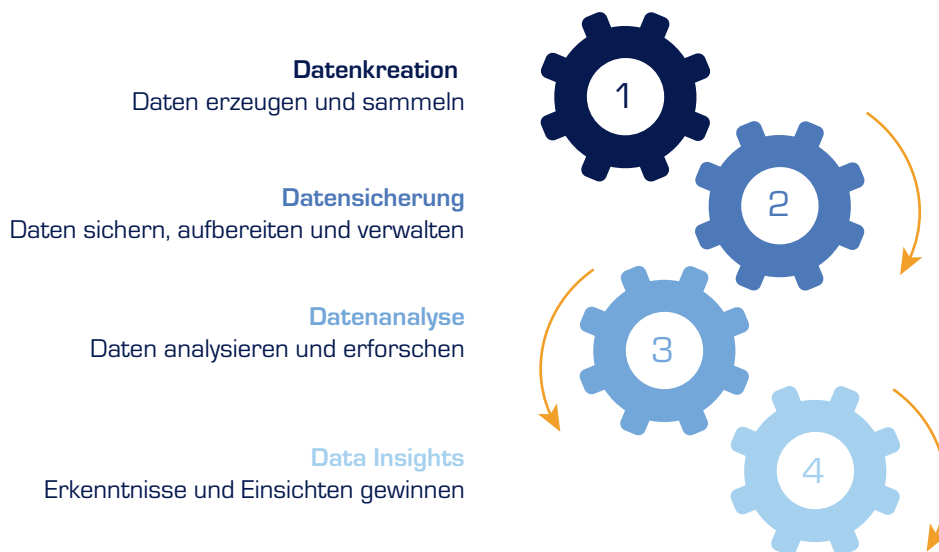 Datenkreation
Daten erzeugen und sammeln
1
Datensicherung
Daten sichern, aufbereiten und verwalten
2
Datenanalyse
Daten analysieren und erforschen
3
Data Insights
Erkenntnisse und Einsichten gewinnen
4